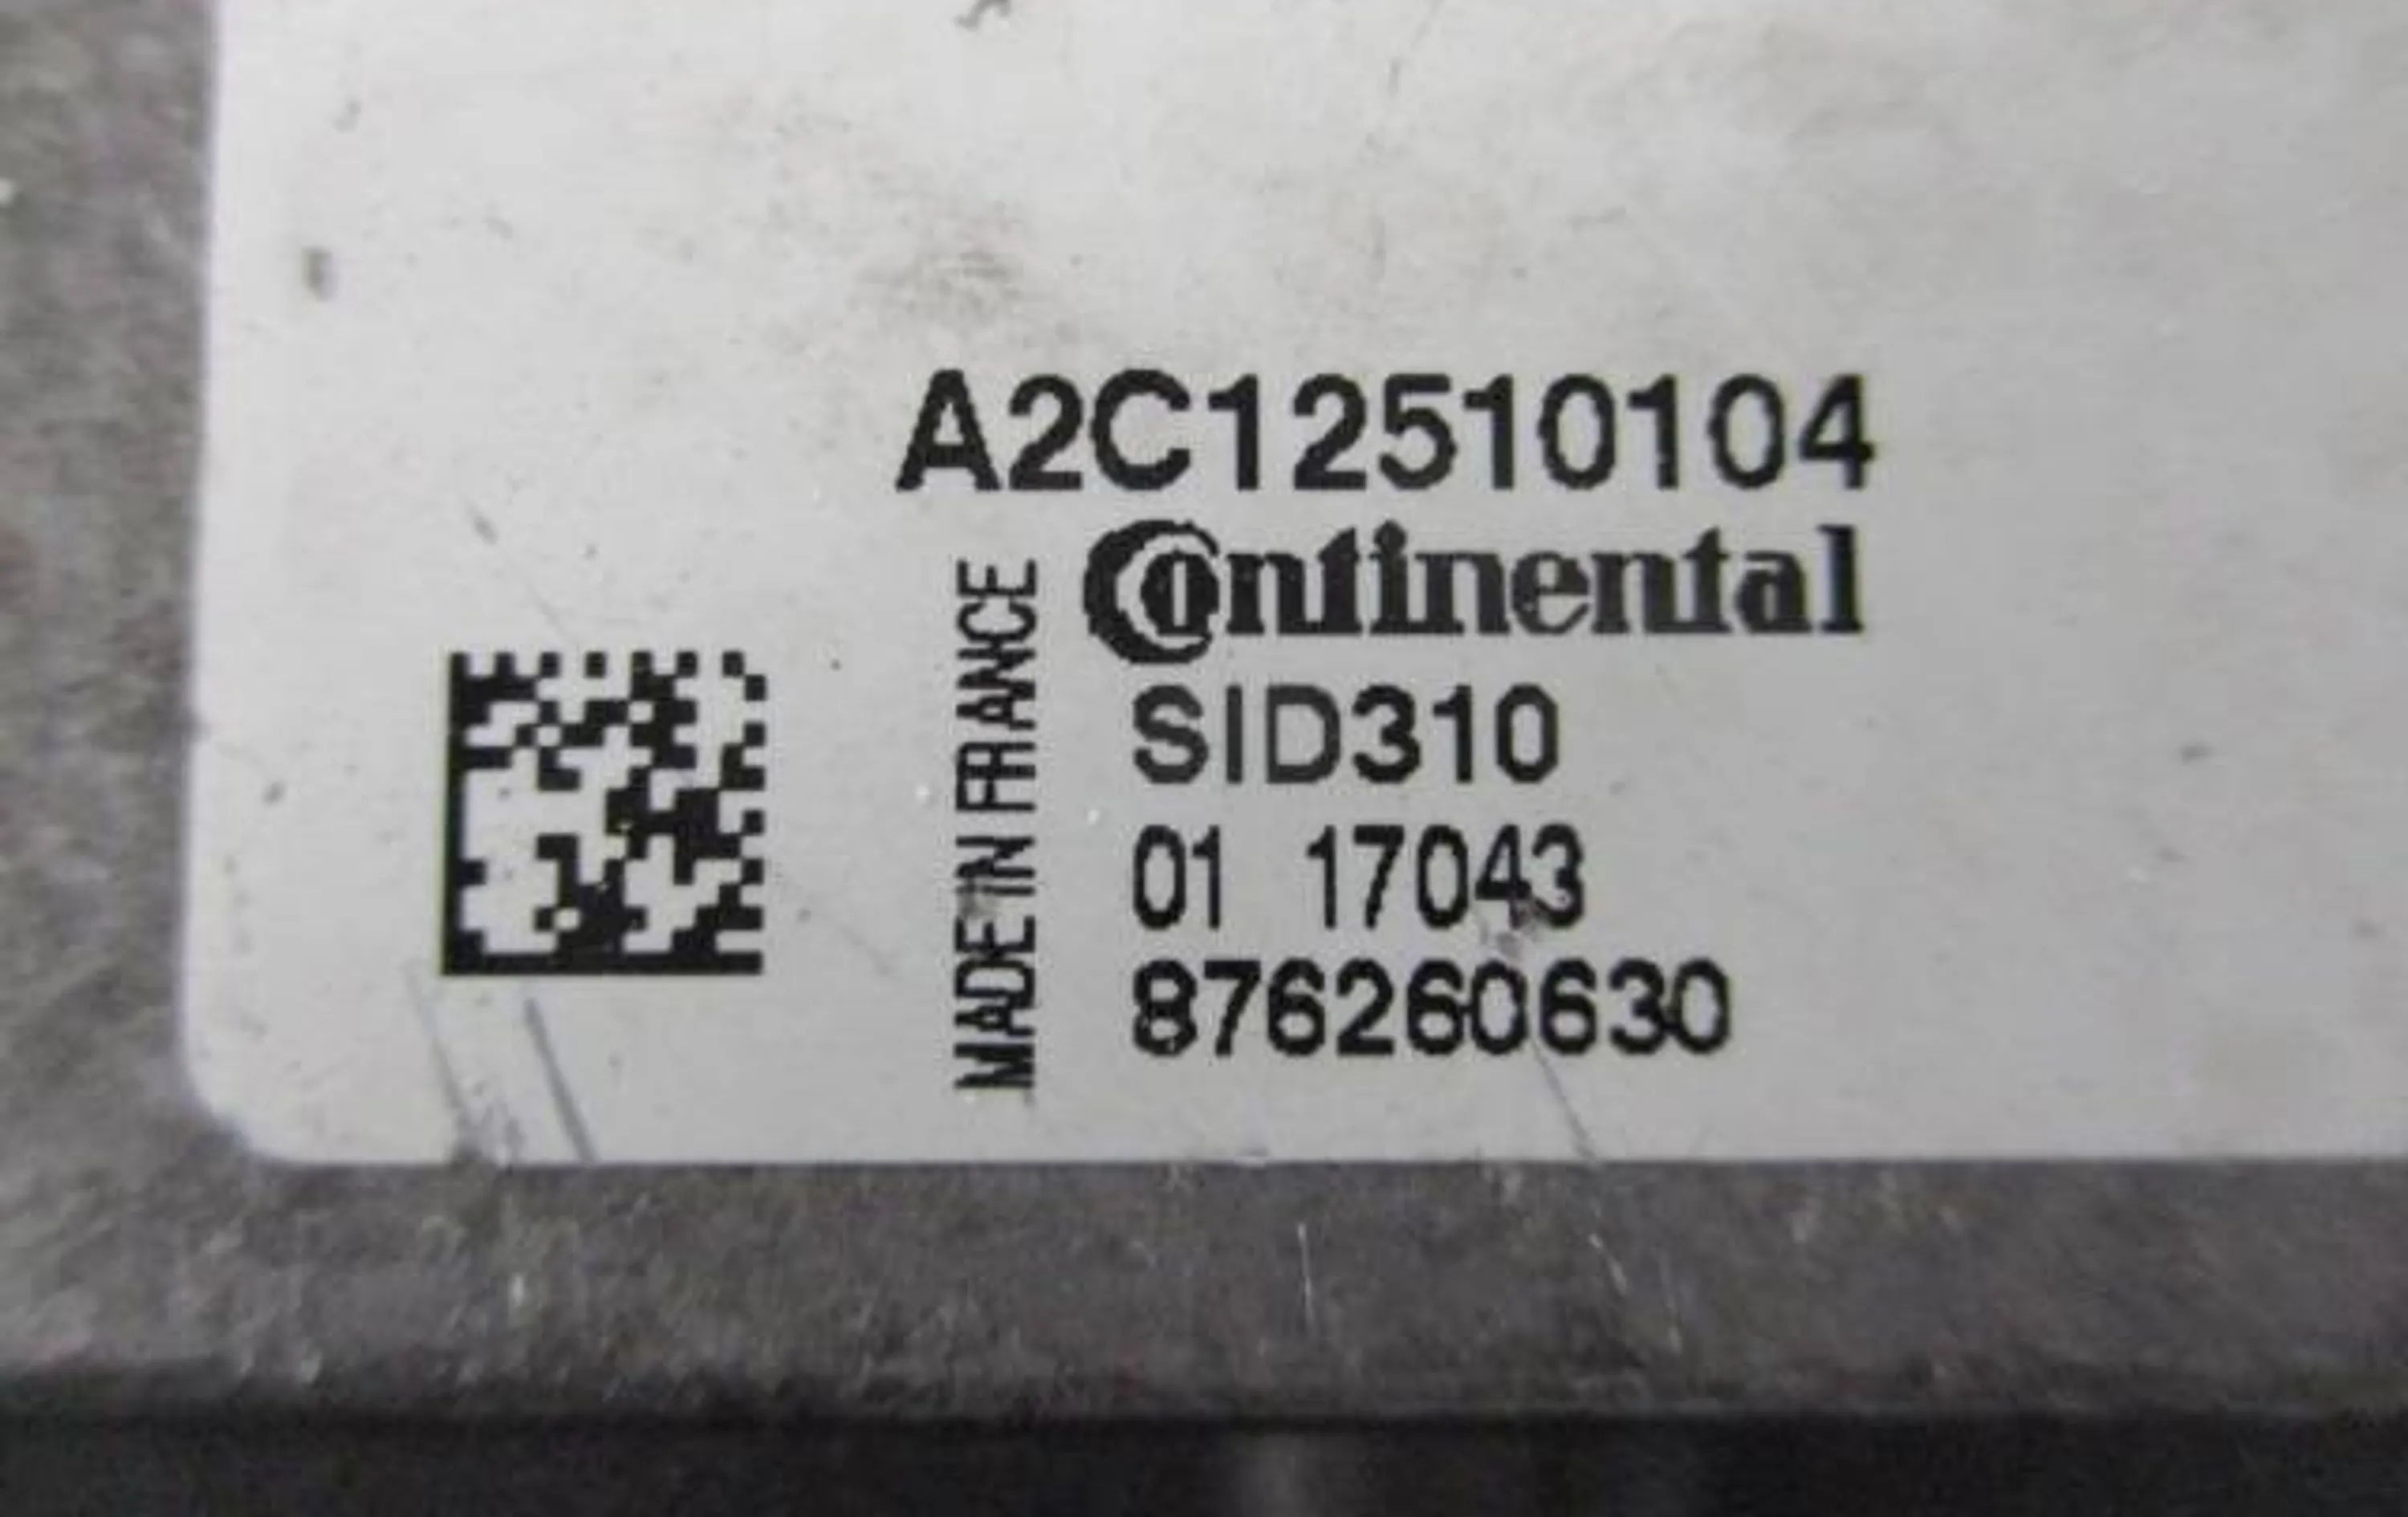 A2C12510104
Continental
MADE IN FRANCE
SID310
01 17043
876260630